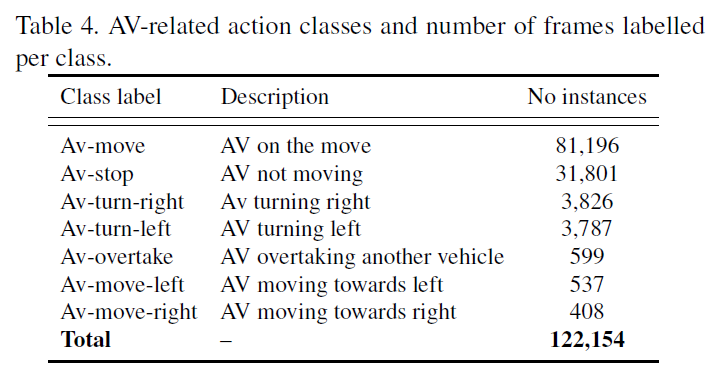 Table 4. AV-related action classes and number of frames labelled
per class.
Class label Description No instances
Av-move AV on the move 81,196
Av-stop AV not moving 31,801
Av-turn-right Av turning right 3,826
Av-turn-left AV turning left 3,787
Av-overtake AV overtaking another vehicle 599
Av-move-left AV moving towards left 537
Av-move-right AV moving towards right 408
Total – 122,154